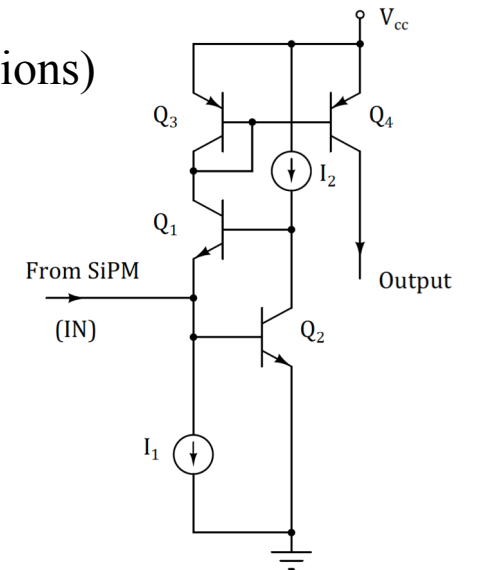 ions)
Vcc
Q3
Q4
I2
Q1
From SiPM
(IN)
Output
Q2
I1